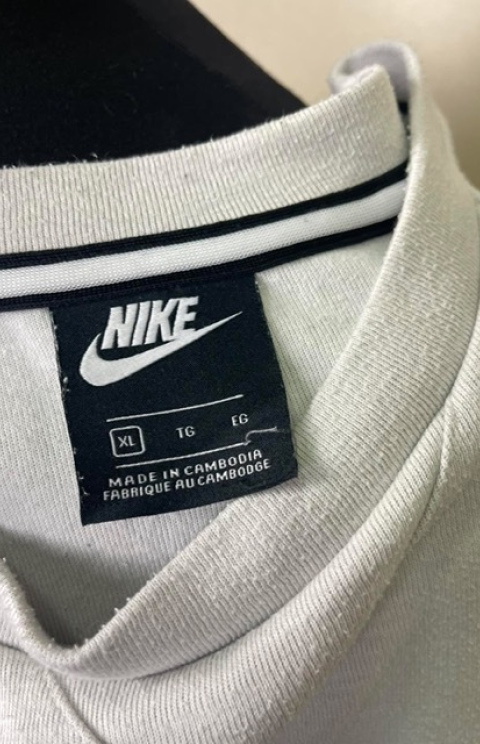 NIKE
XL TG EG
MADE IN CAMBODIA
FABRIQUE AU CAMBODGE